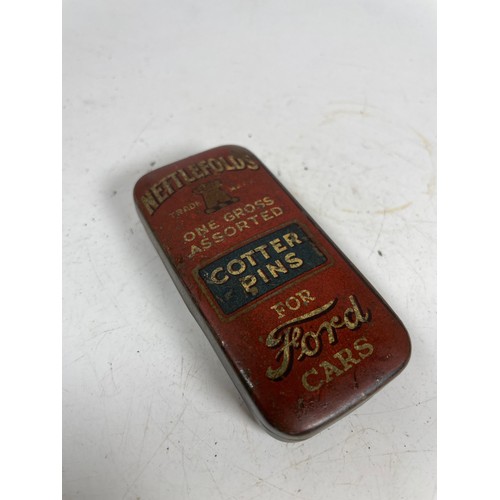 NETTLEFOLDS
TRADE MARK
ONE GROSS
ASSORTED
COTTER
PINS
FOR
Ford
CARS